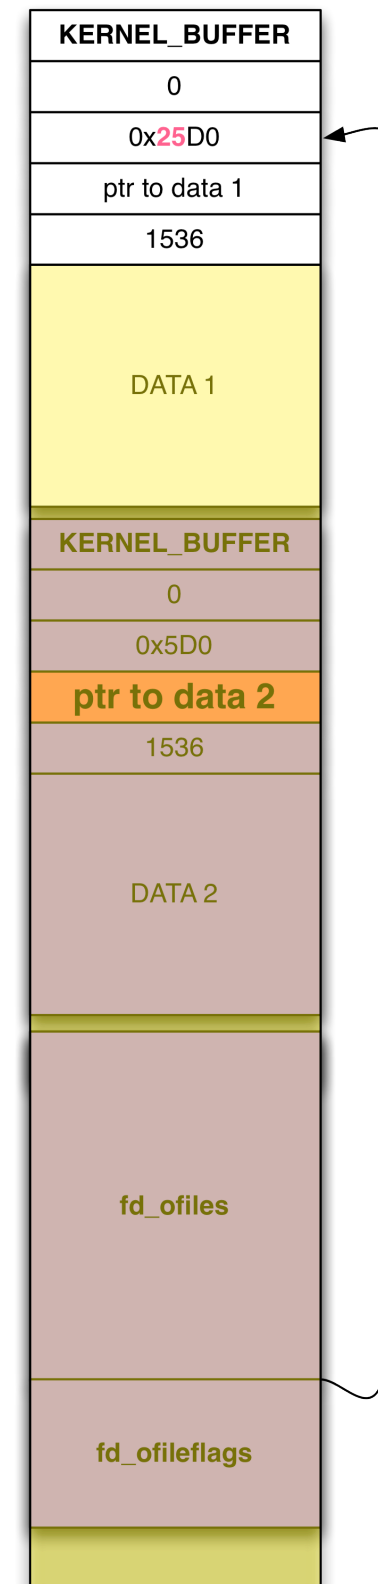 KERNEL_BUFFER
0
0x25D0
ptr to data 1
1536
DATA 1
KERNEL_BUFFER
0
0x5D0
ptr to data 2
1536
DATA 2
fd_ofiles
fd_ofileflags